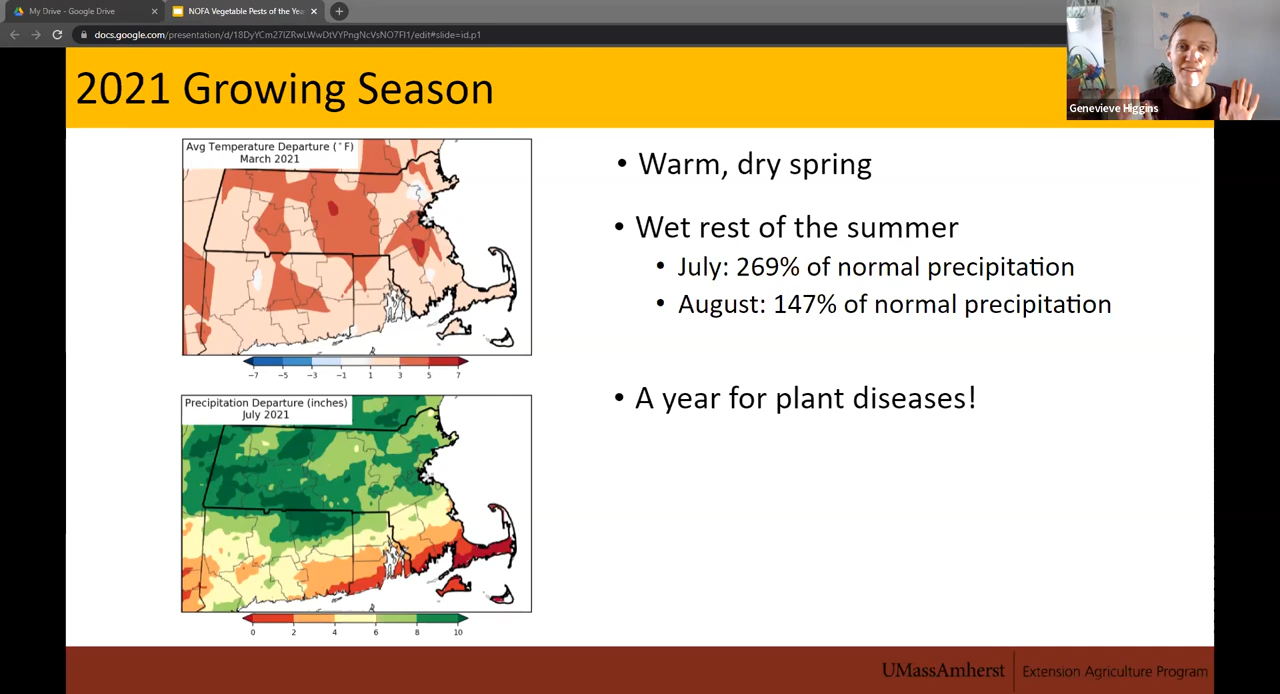 My Drive - Google Drive
NOFA Vegetable Pests of the Yea
docs.google.com/presentation/d/18DyYCm27IZRwLWwDtVYPngNcVsNO7FI1/edit#slide=id.p1
2021 Growing Season
Genevieve Higgins
Avg Temperature Departure (°F)
March 2021
-7 -5 -3 -1 1 3 5 7
Precipitation Departure (inches)
July 2021
0 2 4 6 8 10
• Warm, dry spring
• Wet rest of the summer
• July: 269% of normal precipitation
• August: 147% of normal precipitation
• A year for plant diseases!
UMassAmherst Extension Agriculture Program